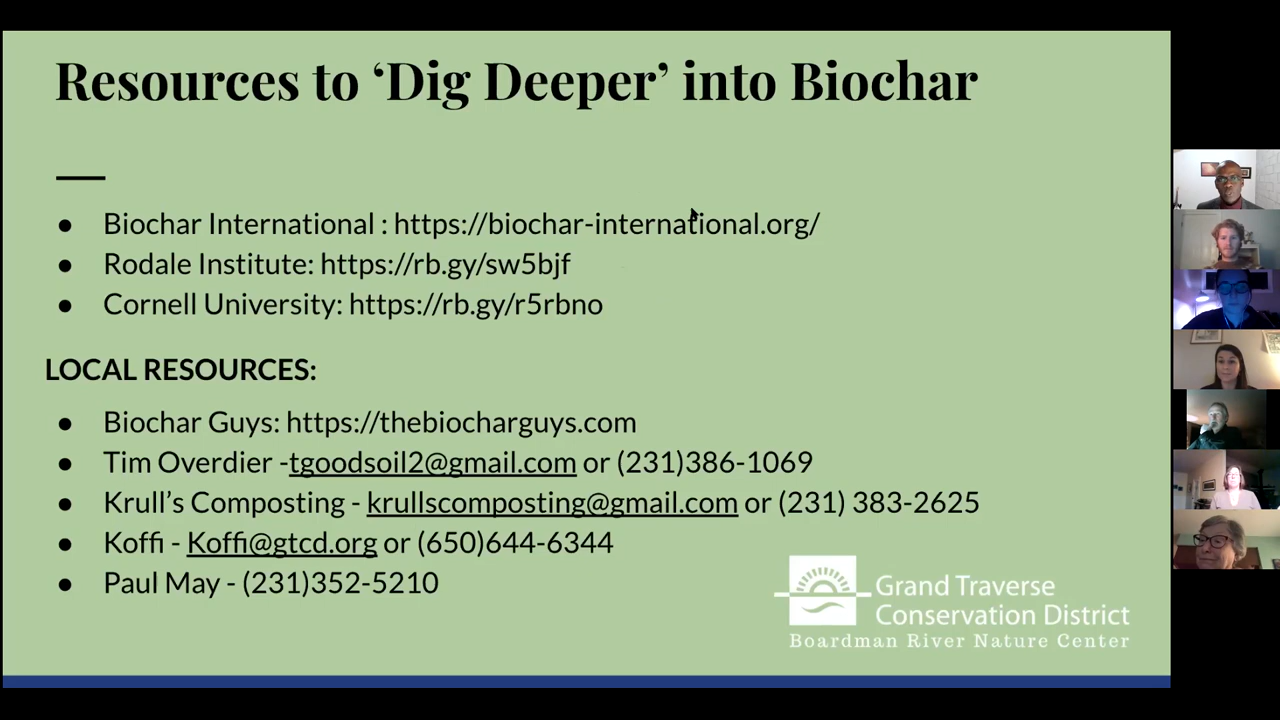 Resources to ‘Dig Deeper’ into Biochar
● Biochar International : https://biochar-international.org/
● Rodale Institute: https://rb.gy/sw5bjf
● Cornell University: https://rb.gy/r5rbno
LOCAL RESOURCES:
● Biochar Guys: https://thebiocharguys.com
● Tim Overdier -tgoodsoil2@gmail.com or (231)386-1069
● Krull’s Composting - krullscomposting@gmail.com or (231) 383-2625
● Koffi - Koffi@gtcd.org or (650)644-6344
● Paul May - (231)352-5210
Grand Traverse
Conservation District
Boardman River Nature Center